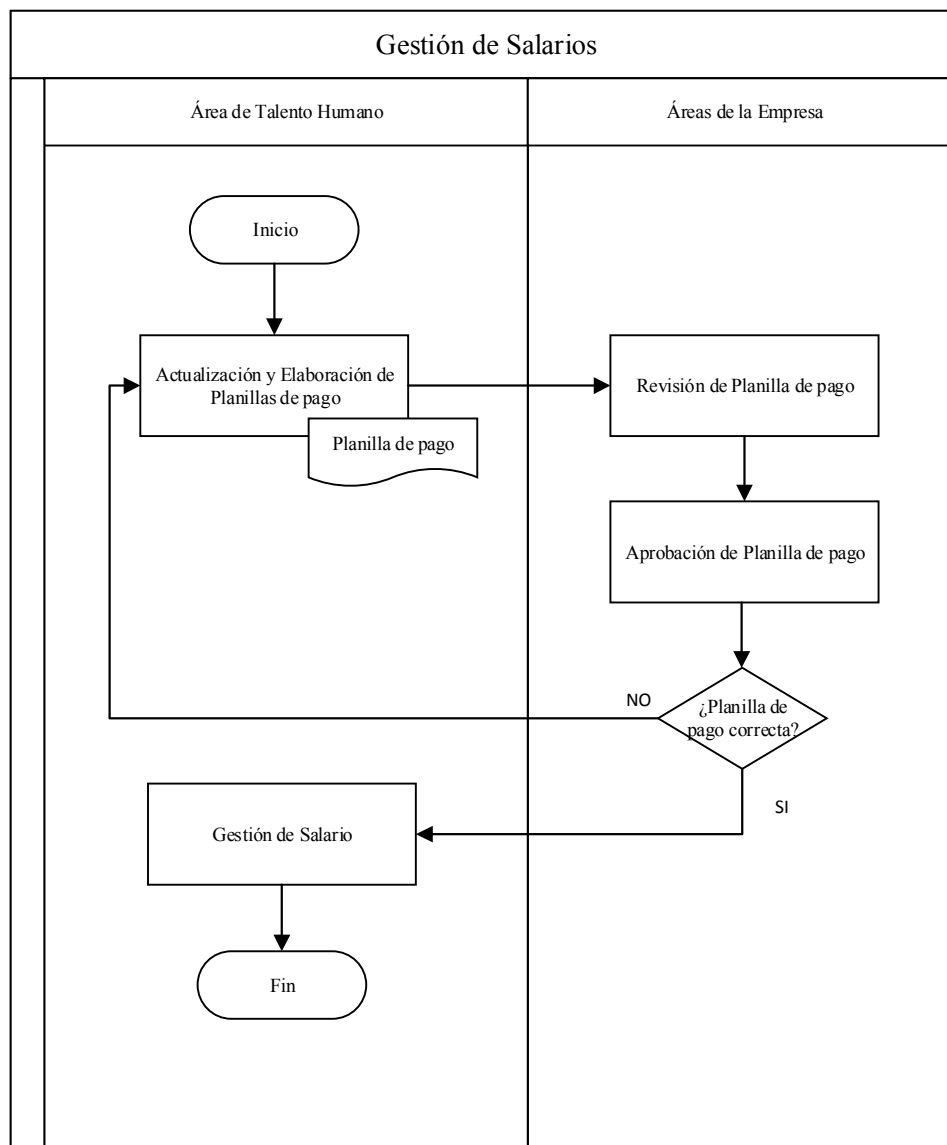 Gestión de Salarios
Área de Talento Humano
Áreas de la Empresa
Inicio
Actualización y Elaboración de
Planillas de pago
Planilla de pago
Revisión de Planilla de pago
Aprobación de Planilla de pago
¿Planilla de
pago correcta?
NO
SI
Gestión de Salario
Fin